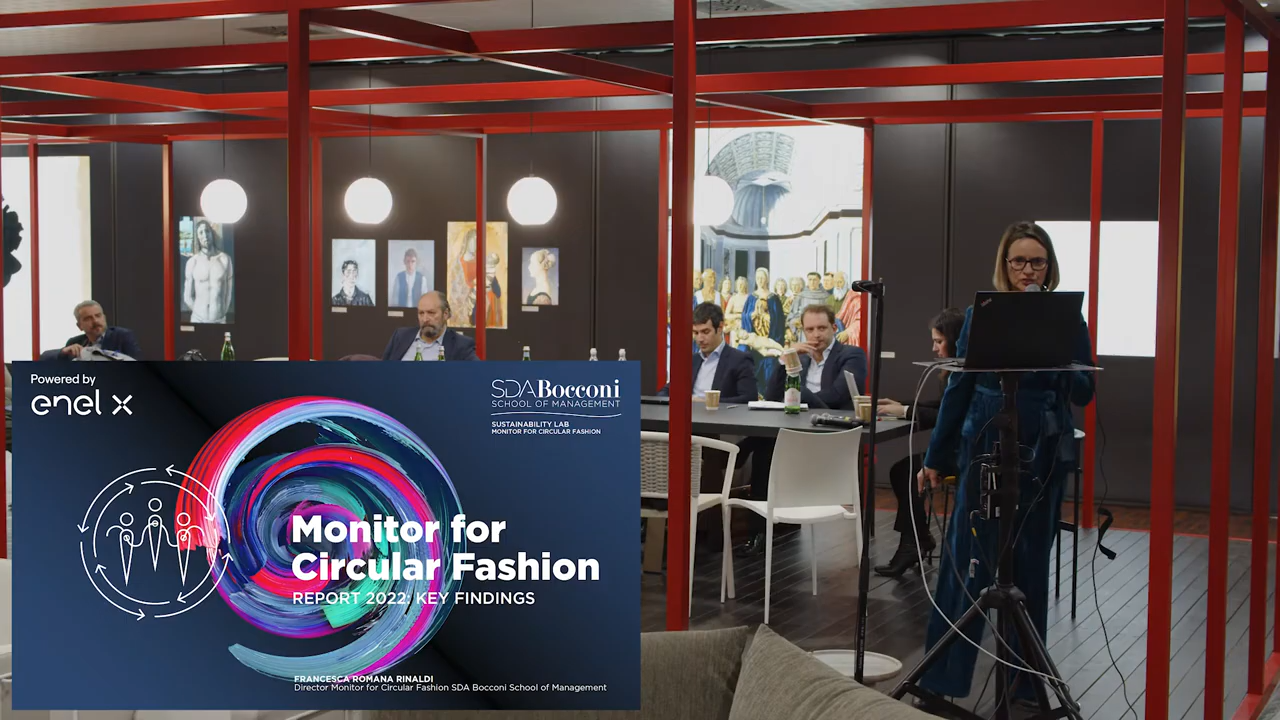 Powered by
enel x
SDA Bocconi
SCHOOL OF MANAGEMENT
SUSTAINABILITY LAB
MONITOR FOR CIRCULAR FASHION
Monitor for
Circular Fashion
REPORT 2022: KEY FINDINGS
FRANCESCA ROMANA RINALDI
Director Monitor for Circular Fashion SDA Bocconi School of Management